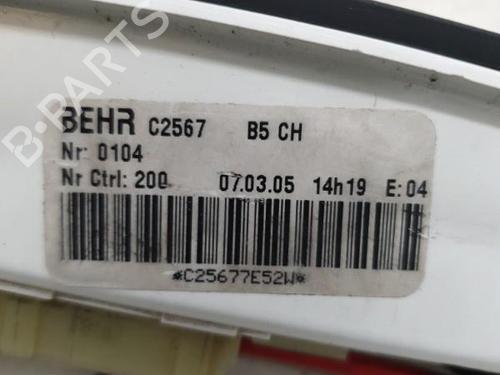 BEHR C2567 B5 CH
Nr: 0104
Nr Ctrl: 200 07.03.05 14h19 E: 04
*C25677E52W*
B-PARTS